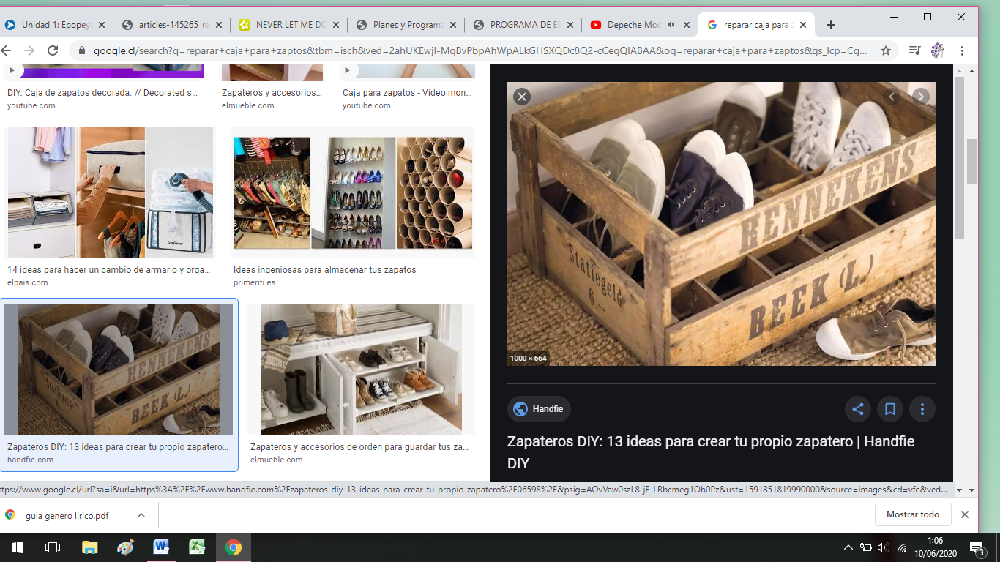 Unidad 1: Epopey
articles-145265_re
NEVER LET ME DO
Planes y Programa
PROGRAMA DE ES
Depeche Mod
reparar caja para z
google.cl/search?q=reparar+caja+para+zaptos&tbm=isch&ved=2ahUKEwjI-MqBvPbpAhWpALkGHSXQDc8Q2-cCegQIABAA&oq=reparar+caja+para+zaptos&gs_lcp=Cg...
DIY. Caja de zapatos decorada. // Decorated s...
youtube.com
Zapateros y accesorios...
elmueble.com
Caja para zapatos - Vídeo mon...
youtube.com
compactor
14 ideas para hacer un cambio de armario y orga...
elpais.com
Ideas ingeniosas para almacenar tus zapatos
primeriti.es
HENNEKENS
Statiegeld
6.--
BEEK (L.)
Zapateros DIY: 13 ideas para crear tu propio zapatero...
handfie.com
Zapateros y accesorios de orden para guardar tus za...
elmueble.com
HENNEKENS
Statiegeld
6.--
BEEK (L.)
1000 × 664
Handfie
Zapateros DIY: 13 ideas para crear tu propio zapatero | Handfie
DIY
ttps://www.google.cl/url?sa=i&url=https%3A%2F%2Fwww.handfie.com%2Fzapateros-diy-13-ideas-para-crear-tu-propio-zapatero%2F06598%2F&psig=AOvVaw0szL8-jE-LRbcmeg1Ob0Pz&ust=1591851819990000&source=images&cd=vfe&ved...
guia genero lirico.pdf
Mostrar todo
1:06
10/06/2020
3